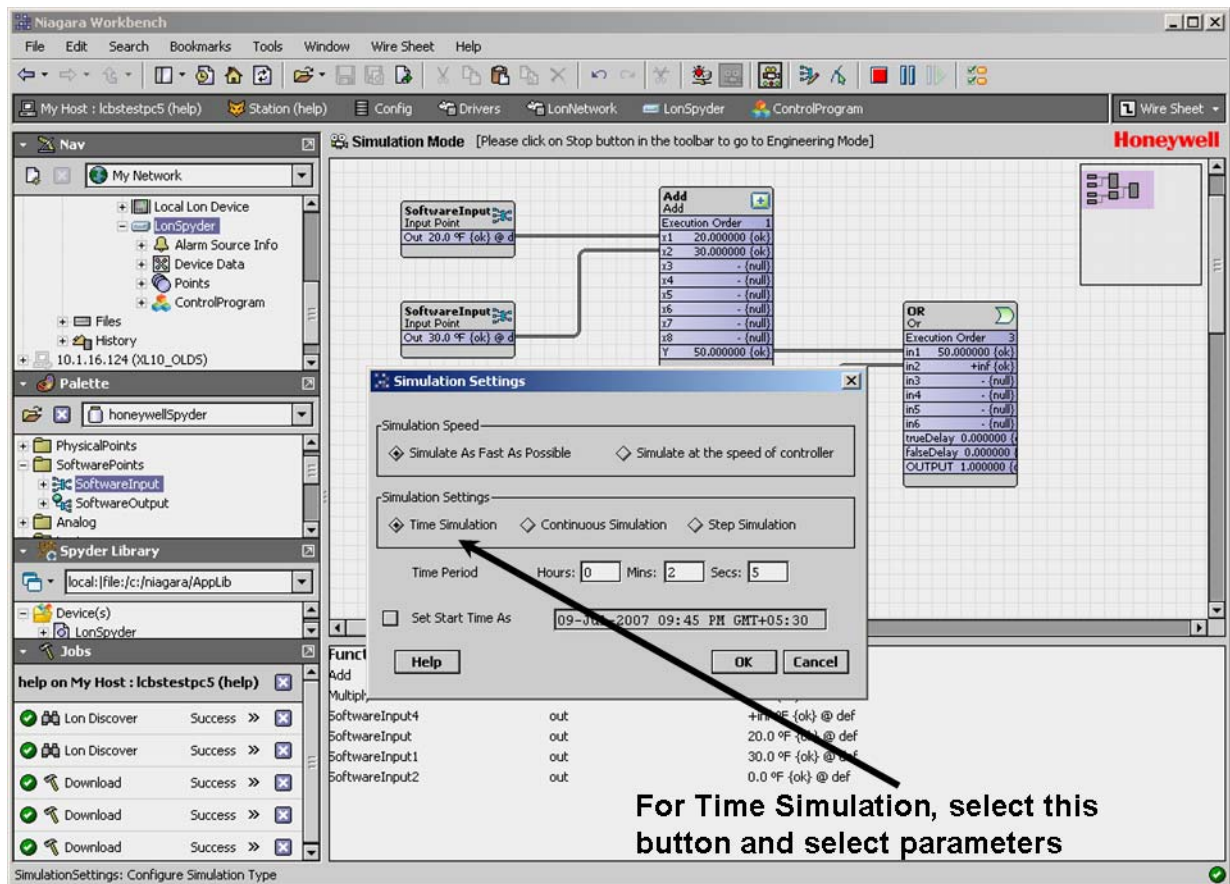 Niagara Workbench
File Edit Search Bookmarks Tools Window Wire Sheet Help
My Host : lcbstestpc5 (help) Station (help) Config Drivers LonNetwork LonSpyder ControlProgram Wire Sheet
Nav
My Network
Local Lon Device
LonSpyder
Alarm Source Info
Device Data
Points
ControlProgram
Files
History
10.1.16.124 (XL10_OLDS)
Palette
honeywellSpyder
PhysicalPoints
SoftwarePoints
SoftwareInput
SoftwareOutput
Analog
Spyder Library
local:|file:/c:/niagara/AppLib
Device(s)
LonSpyder
Jobs
help on My Host : lcbstestpc5 (help)
Lon Discover Success »
Lon Discover Success »
Download Success »
Download Success »
Download Success »
Simulation Mode [Please click on Stop button in the toolbar to go to Engineering Mode]
Honeywell
SoftwareInput
Input Point
Out 20.0 ºF {ok} @ d
SoftwareInput
Input Point
Out 30.0 ºF {ok} @ d
Add
Add
Execution Order 1
x1 20.000000 {ok}
x2 30.000000 {ok}
x3 - {null}
x4 - {null}
x5 - {null}
x6 - {null}
x7 - {null}
x8 - {null}
Y 50.000000 {ok}
OR
Or
Execution Order 3
in1 50.000000 {ok}
in2 +inf {ok}
in3 - {null}
in4 - {null}
in5 - {null}
in6 - {null}
trueDelay 0.000000 {
falseDelay 0.000000
OUTPUT 1.000000 {
Simulation Settings
Simulation Speed
Simulate As Fast As Possible Simulate at the speed of controller
Simulation Settings
Time Simulation Continuous Simulation Step Simulation
Time Period Hours: 0 Mins: 2 Secs: 5
Set Start Time As 09-Jul-2007 09:45 PM GMT+05:30
Help OK Cancel
Funct
Add
Multiply
SoftwareInput4 out +inf ºF {ok} @ def
SoftwareInput out 20.0 ºF {ok} @ def
SoftwareInput1 out 30.0 ºF {ok} @ def
SoftwareInput2 out 0.0 ºF {ok} @ def
For Time Simulation, select this
button and select parameters
SimulationSettings: Configure Simulation Type